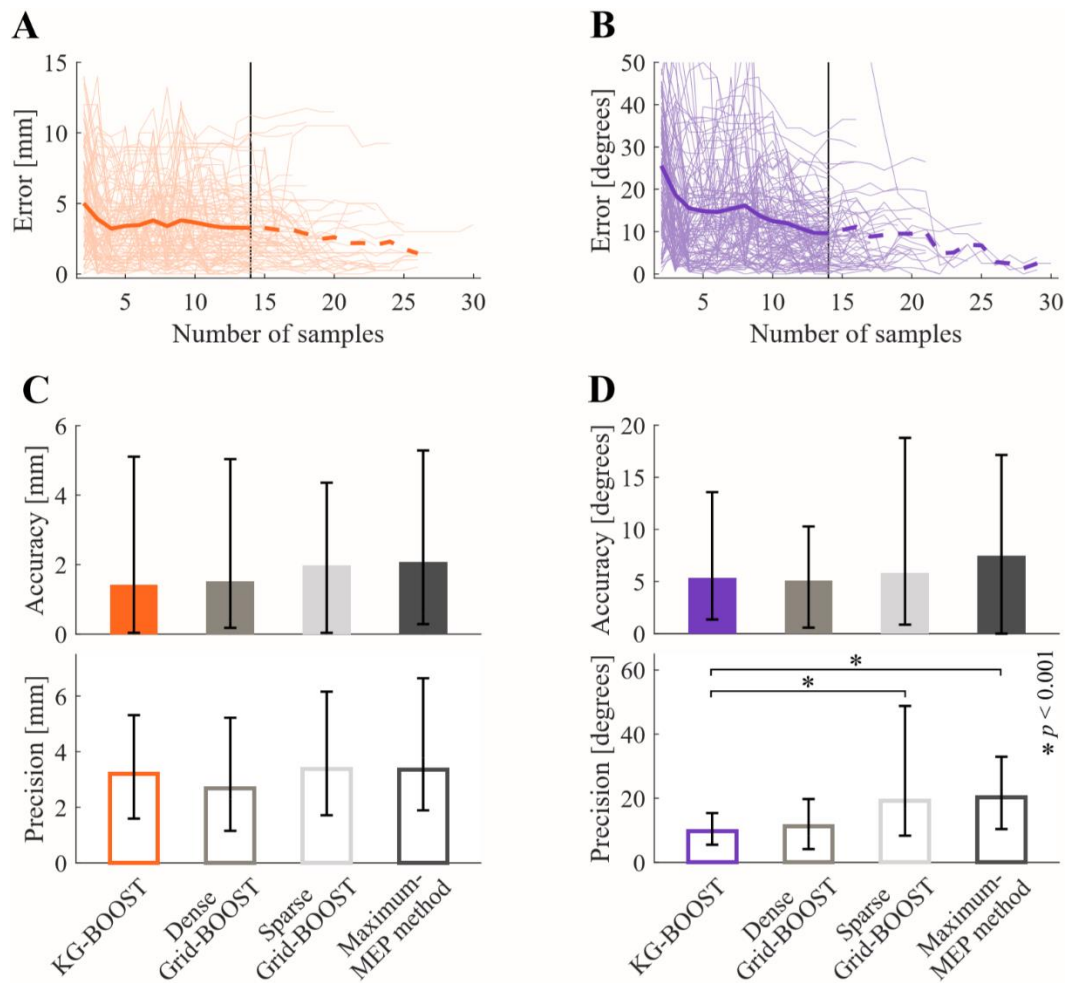 A
Error [mm]
15
10
5
0
5
10
15
20
25
30
Number of samples
B
Error [degrees]
50
40
30
20
10
0
5
10
15
20
25
30
Number of samples
C
Accuracy [mm]
6
4
2
0
Precision [mm]
6
4
2
0
KG-BOOST
Dense
Grid-BOOST
Sparse
Grid-BOOST
Maximum-
MEP method
D
Accuracy [degrees]
20
15
10
5
0
Precision [degrees]
60
40
20
0
*
*
* p < 0.001
KG-BOOST
Dense
Grid-BOOST
Sparse
Grid-BOOST
Maximum-
MEP method